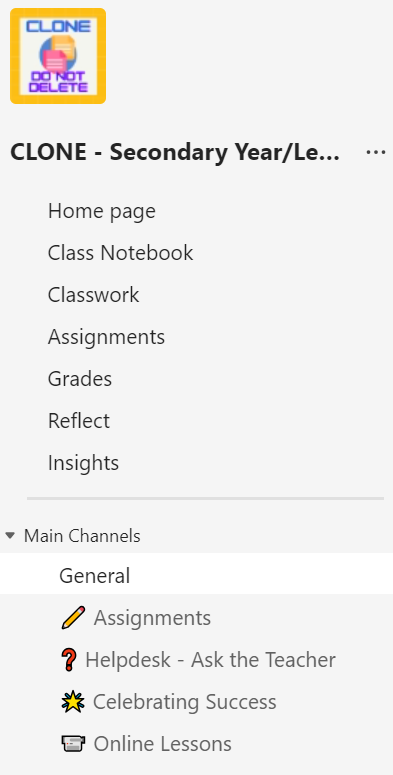 CLONE
DO NOT
DELETE
CLONE - Secondary Year/Le...
Home page
Class Notebook
Classwork
Assignments
Grades
Reflect
Insights
Main Channels
General
Assignments
Helpdesk - Ask the Teacher
Celebrating Success
Online Lessons